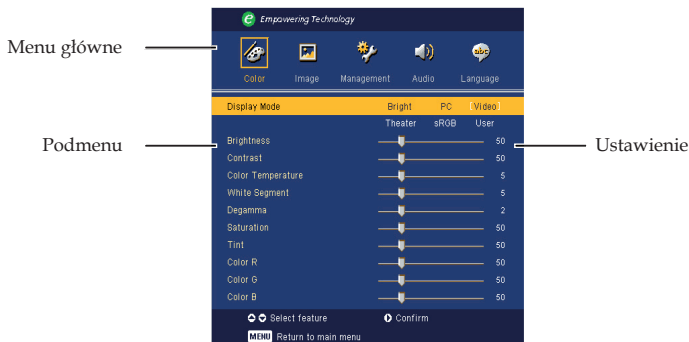 Empowering Technology
Menu główne
abc
Color Image Management Audio Language
Display Mode Bright PC [Video]
Theater sRGB User
Podmenu
Ustawienie
Brightness 50
Contrast 50
Color Temperature 5
White Segment 5
Degamma 2
Saturation 50
Tint 50
Color R 50
Color G 50
Color B 50
Select feature Confirm
MENU Return to main menu